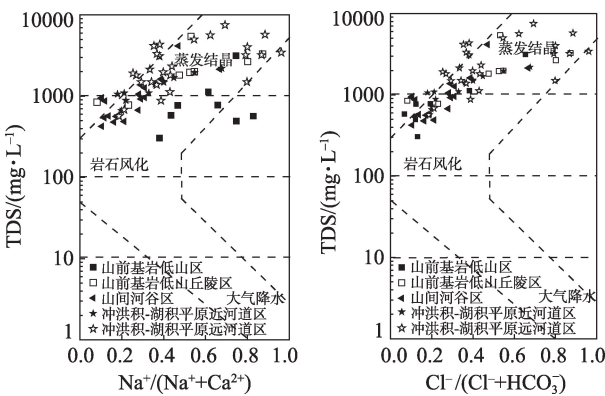 10000
1000
100
10
1
TDS/(mg·L⁻¹)
蒸发结晶
岩石风化
大气降水
山前基岩低山区
山前基岩低山丘陵区
山间河谷区
冲洪积-湖积平原近河道区
冲洪积-湖积平原远河道区
0.0 0.2 0.4 0.6 0.8 1.0
Na⁺/(Na⁺+Ca²⁺)
10000
1000
100
10
1
TDS/(mg·L⁻¹)
蒸发结晶
岩石风化
大气降水
山前基岩低山区
山前基岩低山丘陵区
山间河谷区
冲洪积-湖积平原近河道区
冲洪积-湖积平原远河道区
0.0 0.2 0.4 0.6 0.8 1.0
Cl⁻/(Cl⁻+HCO₃⁻)